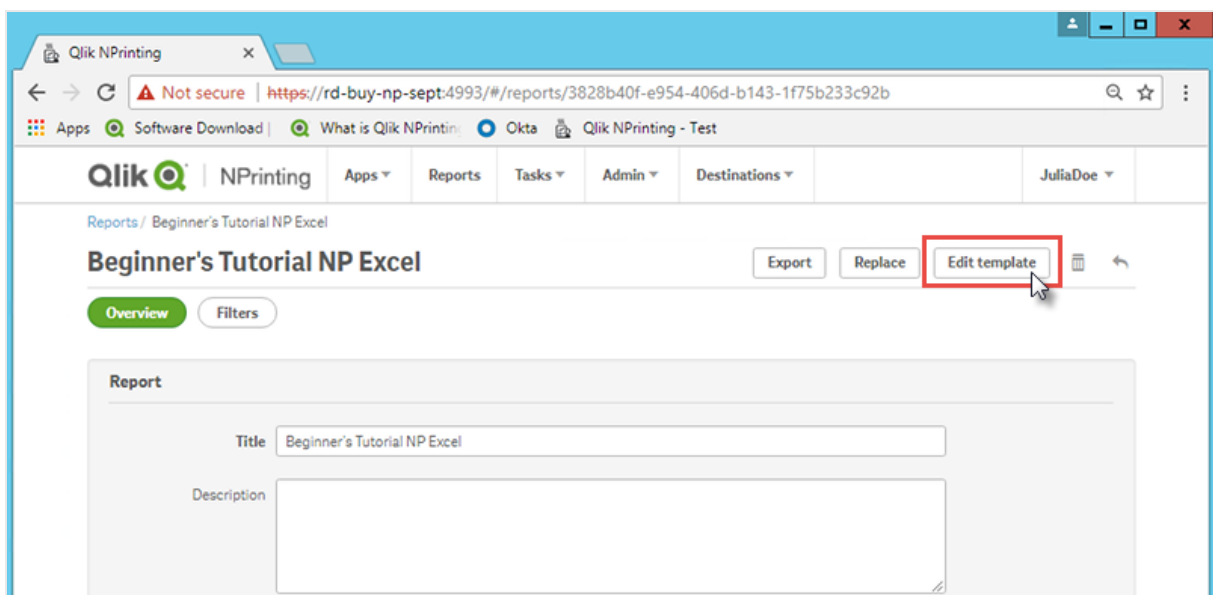 Qlik NPrinting
Not secure | https://rd-buy-np-sept:4993/#/reports/3828b40f-e954-406d-b143-1f75b233c92b
Apps Software Download | What is Qlik NPrinting Okta Qlik NPrinting - Test
Qlik NPrinting Apps Reports Tasks Admin Destinations JuliaDoe
Reports / Beginner's Tutorial NP Excel
Beginner's Tutorial NP Excel Export Replace Edit template
Overview Filters
Report
Title Beginner's Tutorial NP Excel
Description